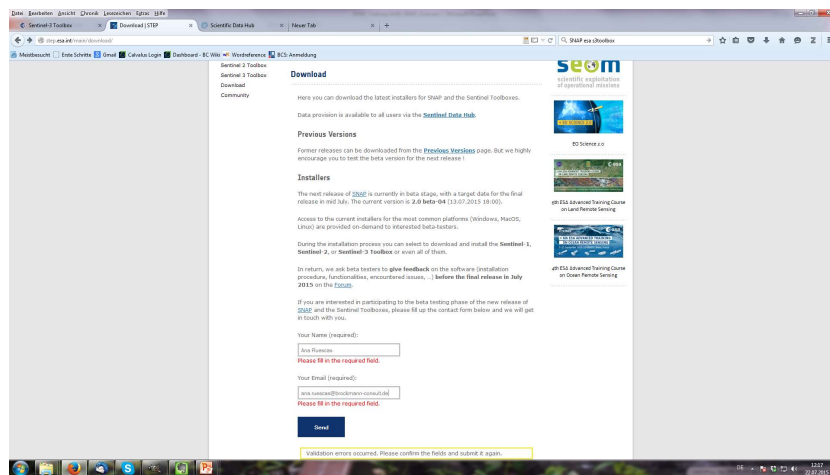 Datei Bearbeiten Ansicht Chronik Lesezeichen Extras Hilfe
Sentinel-3 Toolbox
Download | STEP
Scientific Data Hub
Neuer Tab
step.esa.int/main/download/
SNAP esa s3toolbox
Meistbesucht Erste Schritte Gmail Calvalus Login Dashboard - BC Wiki Wordreference BCS: Anmeldung
Sentinel 2 Toolbox
Sentinel 3 Toolbox
Download
Community
Download
Here you can download the latest installers for SNAP and the Sentinel Toolboxes.
Data provision is available to all users via the Sentinel Data Hub.
Previous Versions
Former releases can be downloaded from the Previous Versions page. But we highly
encourage you to test the beta version for the next release !
Installers
The next release of SNAP is currently in beta stage, with a target date for the final
release in mid July. The current version is 2.0 beta-04 (13.07.2015 18:00).
Access to the current installers for the most common platforms (Windows, MacOS,
Linux) are provided on-demand to interested beta-testers.
During the installation process you can select to download and install the Sentinel-1,
Sentinel-2, or Sentinel-3 Toolbox or even all of them.
In return, we ask beta testers to give feedback on the software (installation
procedure, functionalities, encountered issues, ...) before the final release in July
2015 on the Forum.
If you are interested in participating to the beta testing phase of the new release of
SNAP and the Sentinel Toolboxes, please fill up the contact form below and we will get
in touch with you.
Your Name (required):
Ana Ruescas
Please fill in the required field.
Your Email (required):
ana.ruescas@brockmann-consult.de
Please fill in the required field.
Send
Validation errors occurred. Please confirm the fields and submit it again.
seom
scientific exploitation
of operational missions
EO Science 2.0
5th ESA Advanced Training Course
on Land Remote Sensing
4th ESA Advanced Training Course
on Ocean Remote Sensing
DE
12:17
22.07.2015